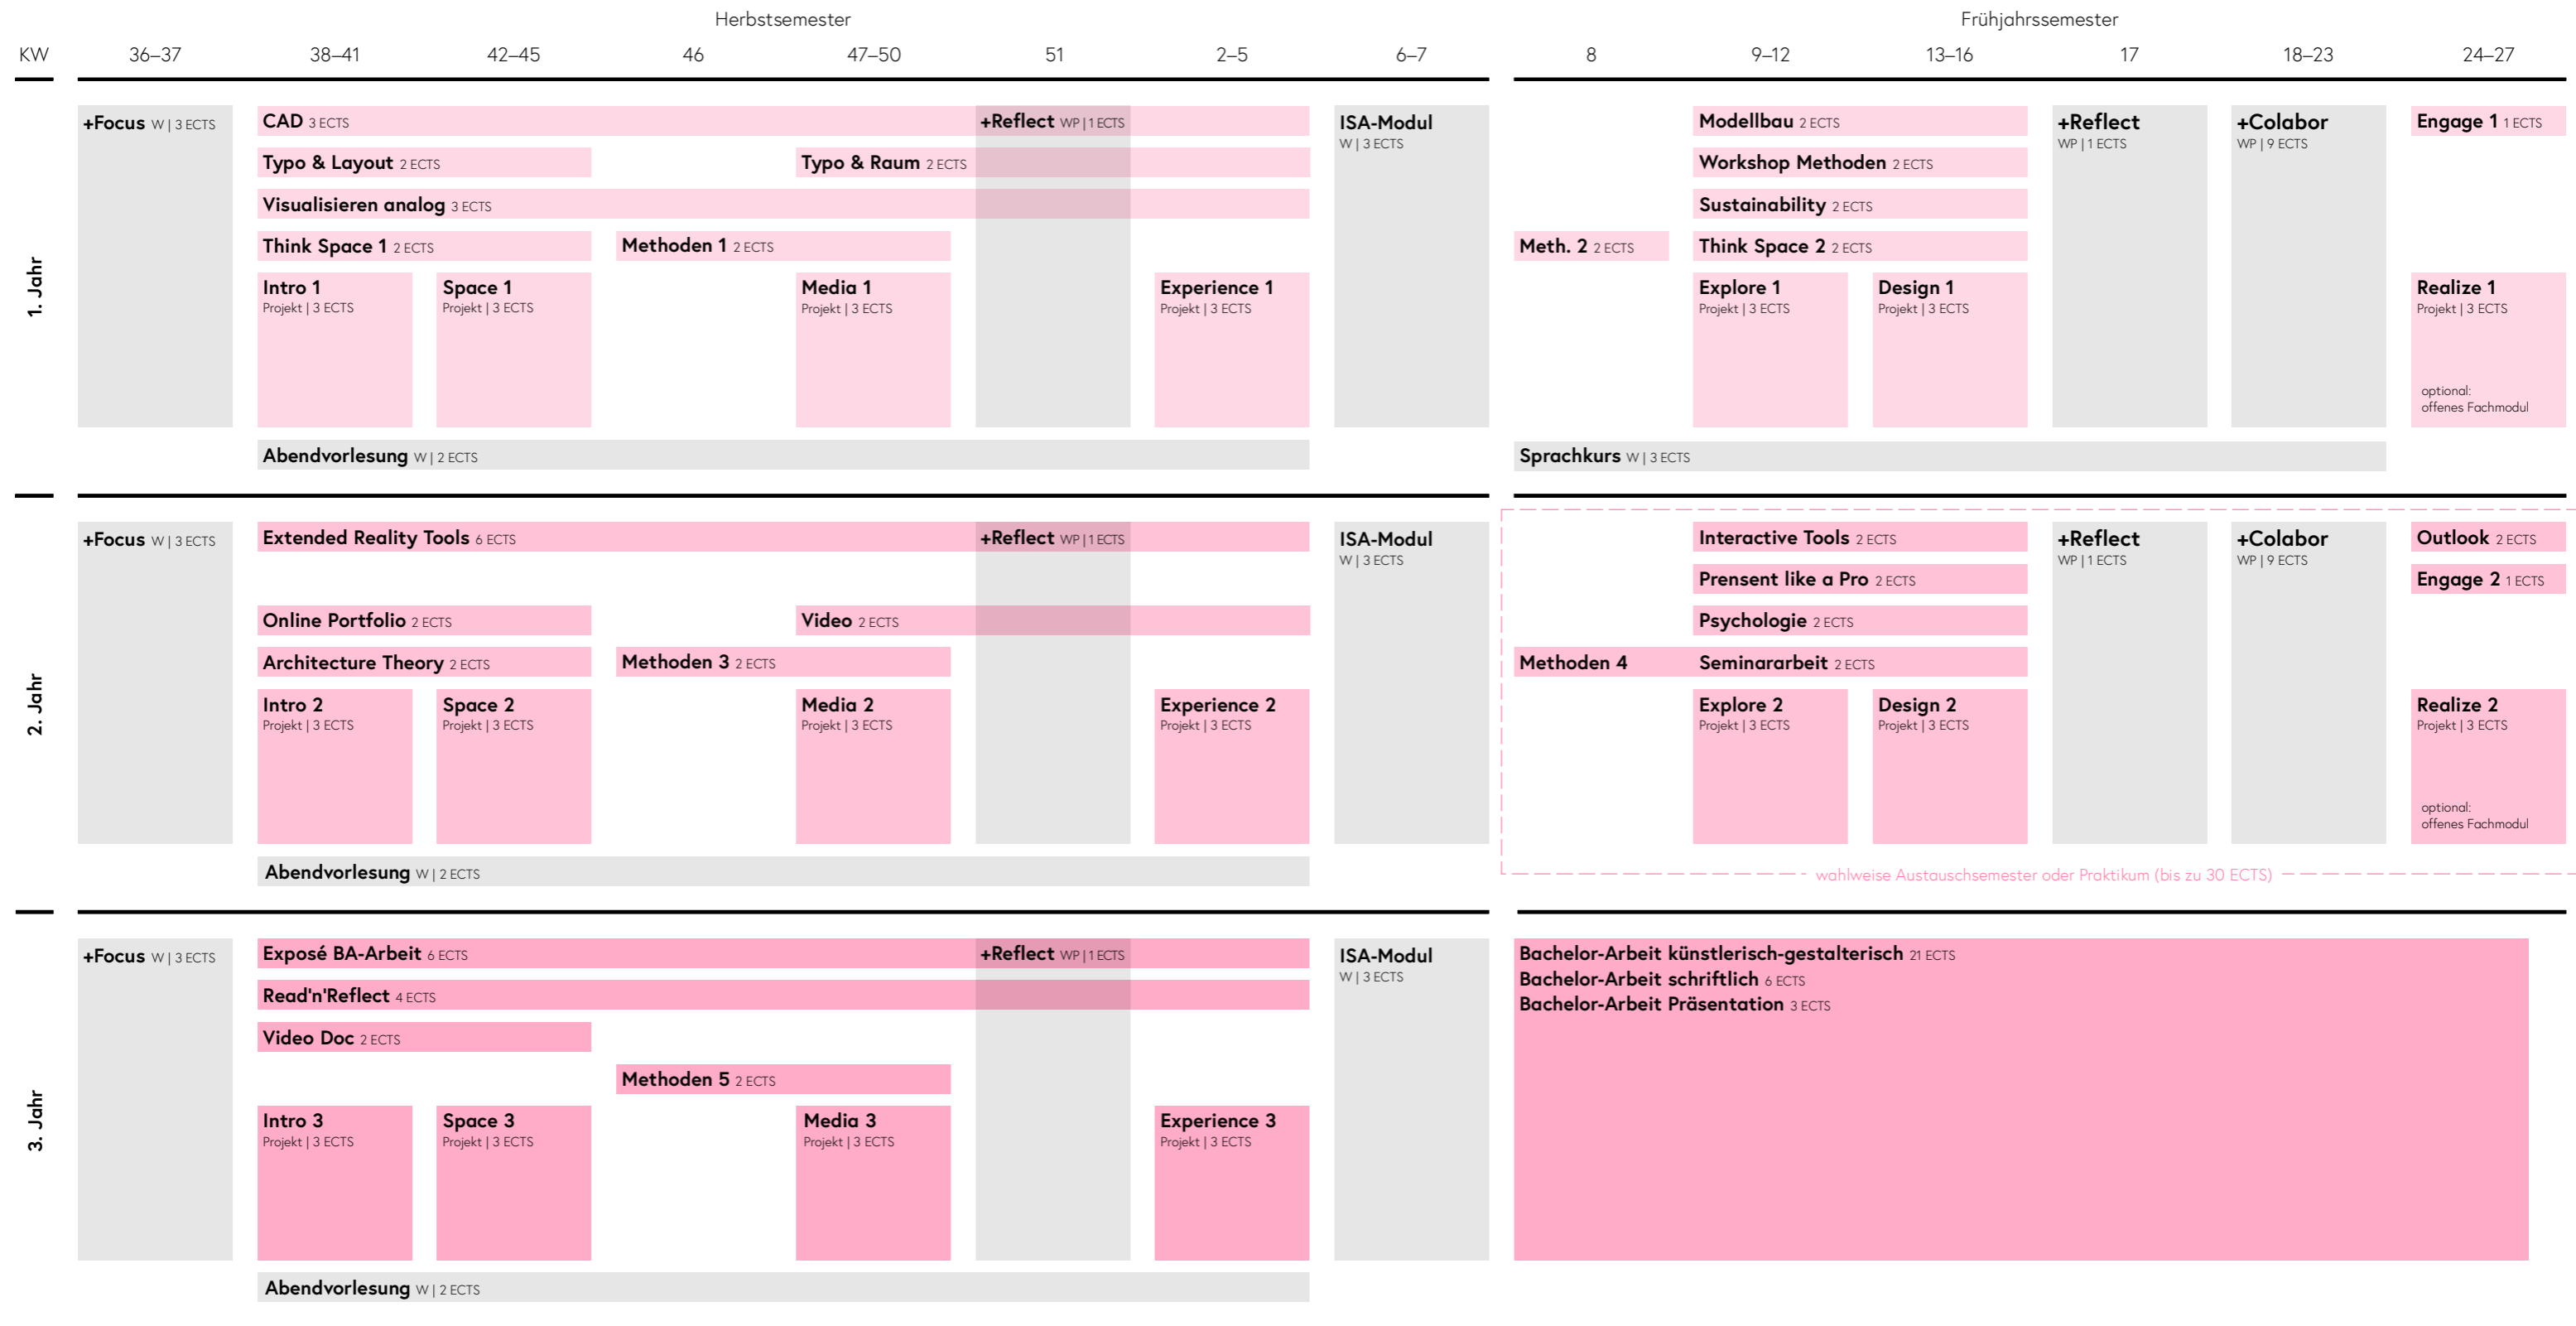 Herbstsemester Frühjahrssemester
KW 36–37 38–41 42–45 46 47–50 51 2–5 6–7 8 9–12 13–16 17 18–23 24–27
1. Jahr
+Focus W | 3 ECTS
CAD 3 ECTS
+Reflect WP | 1 ECTS
Typo & Layout 2 ECTS
Typo & Raum 2 ECTS
Visualisieren analog 3 ECTS
Think Space 1 2 ECTS
Methoden 1 2 ECTS
Intro 1
Projekt | 3 ECTS
Space 1
Projekt | 3 ECTS
Media 1
Projekt | 3 ECTS
Experience 1
Projekt | 3 ECTS
Abendvorlesung W | 2 ECTS
ISA-Modul
W | 3 ECTS
Modellbau 2 ECTS
Workshop Methoden 2 ECTS
Sustainability 2 ECTS
Meth. 2 2 ECTS
Think Space 2 2 ECTS
Explore 1
Projekt | 3 ECTS
Design 1
Projekt | 3 ECTS
+Reflect
WP | 1 ECTS
+Colabor
WP | 9 ECTS
Engage 1 1 ECTS
Realize 1
Projekt | 3 ECTS
optional:
offenes Fachmodul
Sprachkurs W | 3 ECTS
2. Jahr
+Focus W | 3 ECTS
Extended Reality Tools 6 ECTS
+Reflect WP | 1 ECTS
Online Portfolio 2 ECTS
Video 2 ECTS
Architecture Theory 2 ECTS
Methoden 3 2 ECTS
Intro 2
Projekt | 3 ECTS
Space 2
Projekt | 3 ECTS
Media 2
Projekt | 3 ECTS
Experience 2
Projekt | 3 ECTS
Abendvorlesung W | 2 ECTS
ISA-Modul
W | 3 ECTS
Interactive Tools 2 ECTS
Prensent like a Pro 2 ECTS
Psychologie 2 ECTS
Methoden 4 Seminararbeit 2 ECTS
Explore 2
Projekt | 3 ECTS
Design 2
Projekt | 3 ECTS
+Reflect
WP | 1 ECTS
+Colabor
WP | 9 ECTS
Outlook 2 ECTS
Engage 2 1 ECTS
Realize 2
Projekt | 3 ECTS
optional:
offenes Fachmodul
wahlweise Austauschsemester oder Praktikum (bis zu 30 ECTS)
3. Jahr
+Focus W | 3 ECTS
Exposé BA-Arbeit 6 ECTS
+Reflect WP | 1 ECTS
Read'n'Reflect 4 ECTS
Video Doc 2 ECTS
Methoden 5 2 ECTS
Intro 3
Projekt | 3 ECTS
Space 3
Projekt | 3 ECTS
Media 3
Projekt | 3 ECTS
Experience 3
Projekt | 3 ECTS
Abendvorlesung W | 2 ECTS
ISA-Modul
W | 3 ECTS
Bachelor-Arbeit künstlerisch-gestalterisch 21 ECTS
Bachelor-Arbeit schriftlich 6 ECTS
Bachelor-Arbeit Präsentation 3 ECTS